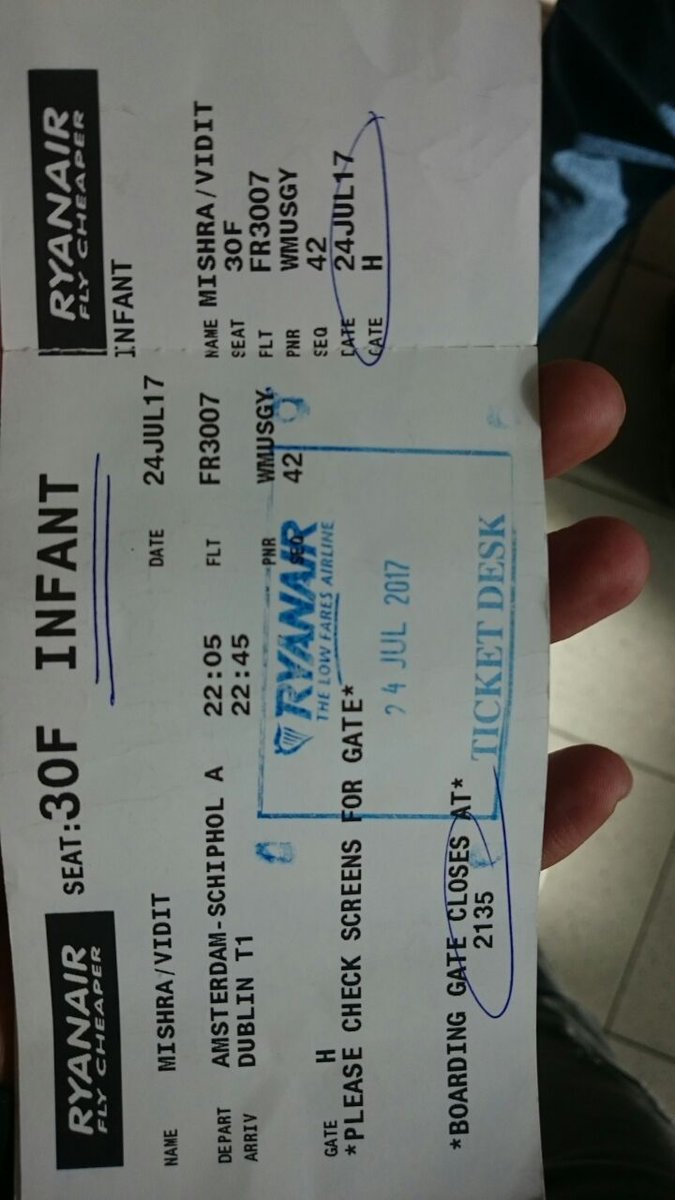 RYANAIR
FLY CHEAPER
SEAT:30F INFANT
NAME MISHRA/VIDIT DATE 24JUL17
DEPART AMSTERDAM-SCHIPHOL A 22:05 FLT FR3007
ARRIV DUBLIN T1 22:45
PNR WMUSGY
SEQ 42
GATE H
*PLEASE CHECK SCREENS FOR GATE*
*BOARDING GATE CLOSES AT*
2135
RYANAIR
THE LOW FARES AIRLINE
24 JUL 2017
TICKET DESK
RYANAIR
FLY CHEAPER
INFANT
NAME MISHRA/VIDIT
SEAT 30F
FLT FR3007
PNR WMUSGY
SEQ 42
DATE 24JUL17
GATE H